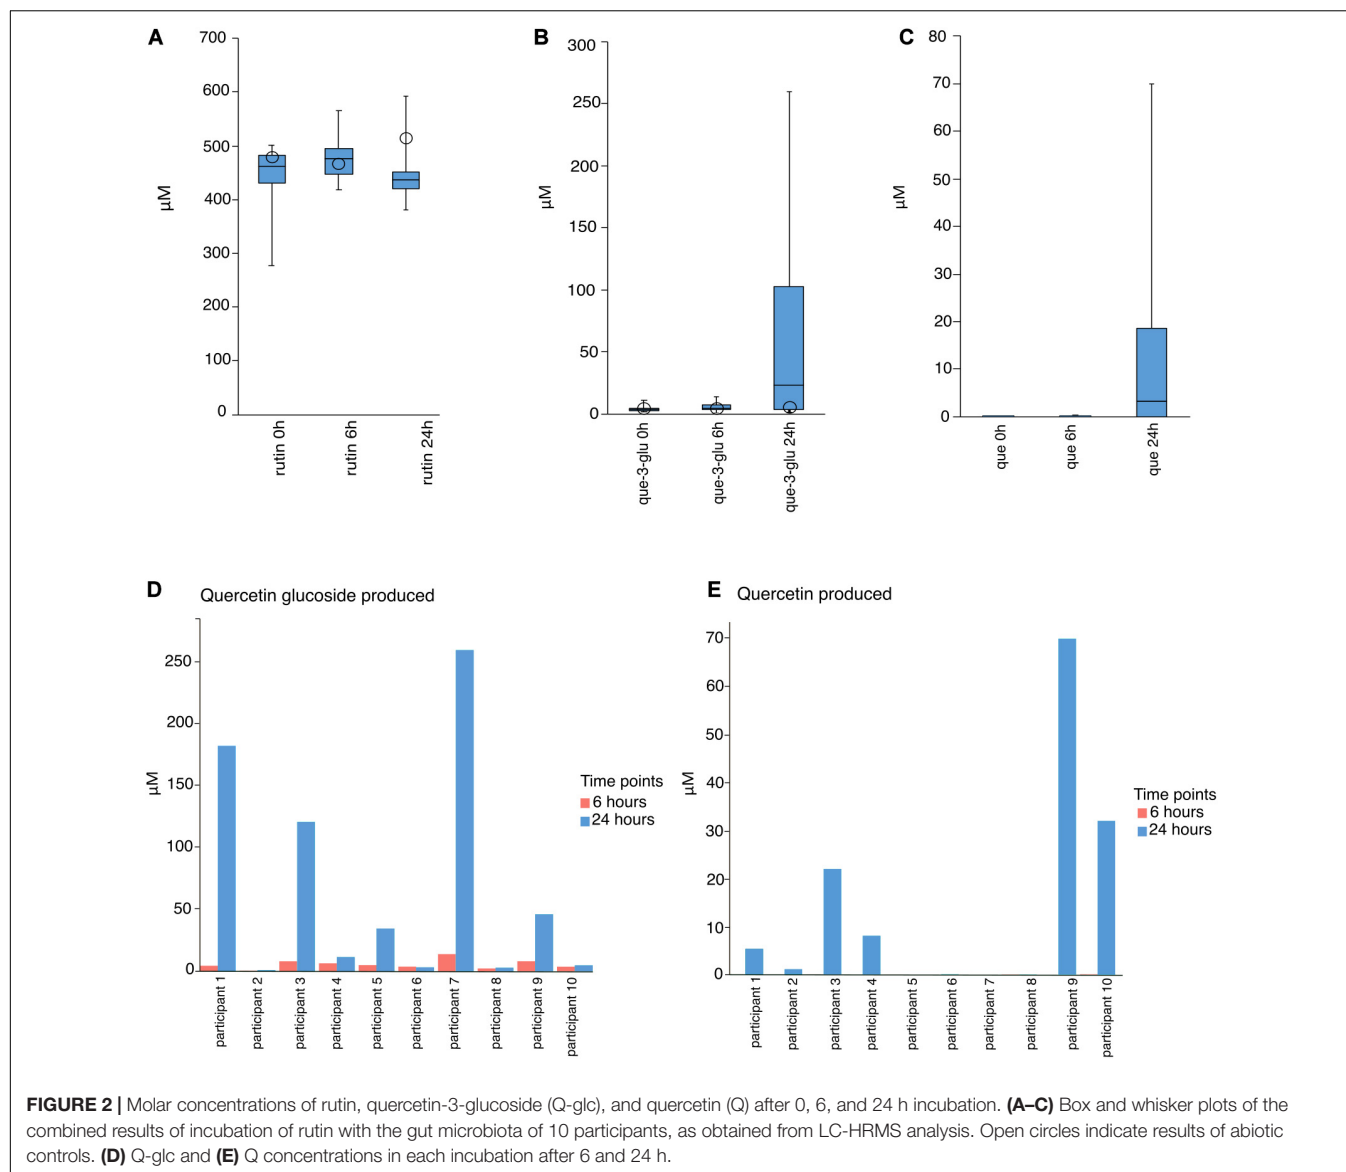 A
700
600
500
400
300
200
100
0
µM
rutin 0h
rutin 6h
rutin 24h
B
300
250
200
150
100
50
0
µM
que-3-glu 0h
que-3-glu 6h
que-3-glu 24h
C
80
70
60
50
40
30
20
10
0
µM
que 0h
que 6h
que 24h
D
Quercetin glucoside produced
250
200
150
100
50
0
µM
participant 1
participant 2
participant 3
participant 4
participant 5
participant 6
participant 7
participant 8
participant 9
participant 10
Time points
6 hours
24 hours
E
Quercetin produced
70
60
50
40
30
20
10
0
µM
participant 1
participant 2
participant 3
participant 4
participant 5
participant 6
participant 7
participant 8
participant 9
participant 10
Time points
6 hours
24 hours
FIGURE 2 | Molar concentrations of rutin, quercetin-3-glucoside (Q-glc), and quercetin (Q) after 0, 6, and 24 h incubation. (A–C) Box and whisker plots of the
combined results of incubation of rutin with the gut microbiota of 10 participants, as obtained from LC-HRMS analysis. Open circles indicate results of abiotic
controls. (D) Q-glc and (E) Q concentrations in each incubation after 6 and 24 h.